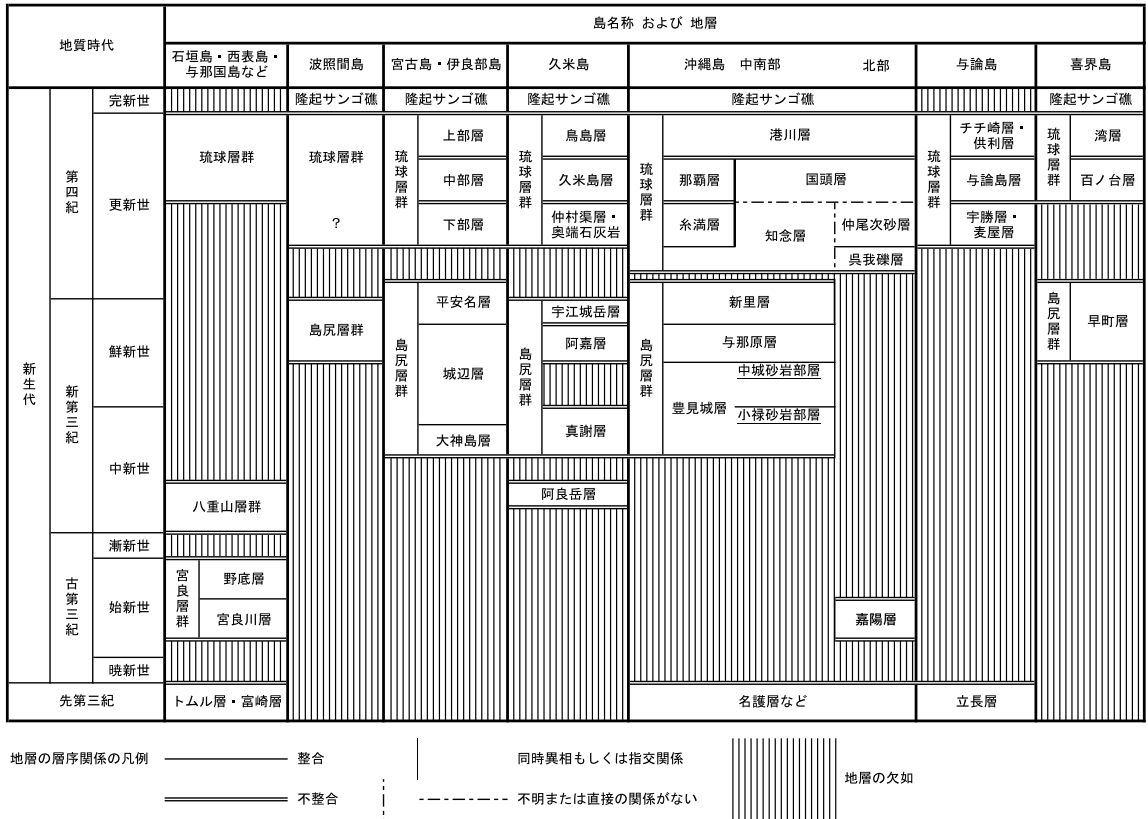 島名称 および 地層
地質時代
石垣島・西表島・
与那国島など
波照間島
宮古島・伊良部島
久米島
沖縄島 中南部
北部
与論島
喜界島
新生代
第四紀
完新世
隆起サンゴ礁
隆起サンゴ礁
隆起サンゴ礁
隆起サンゴ礁
隆起サンゴ礁
更新世
琉球層群
琉球層群
?
琉球層群
上部層
中部層
下部層
琉球層群
鳥島層
久米島層
仲村渠層・
奥端石灰岩
琉球層群
港川層
那覇層
国頭層
糸満層
知念層
仲尾次砂層
呉我礫層
琉球層群
チチ崎層・
供利層
与論島層
宇勝層・
麦屋層
琉球層群
湾層
百ノ台層
新第三紀
鮮新世
島尻層群
島尻層群
平安名層
城辺層
大神島層
島尻層群
宇江城岳層
阿嘉層
真謝層
島尻層群
新里層
与那原層
中城砂岩部層
豊見城層
小禄砂岩部層
島尻層群
早町層
中新世
八重山層群
阿良岳層
古第三紀
漸新世
始新世
宮良層群
野底層
宮良川層
嘉陽層
暁新世
先第三紀
トムル層・富崎層
名護層など
立長層
地層の層序関係の凡例
整合
同時異相もしくは指交関係
地層の欠如
不整合
不明または直接の関係がない